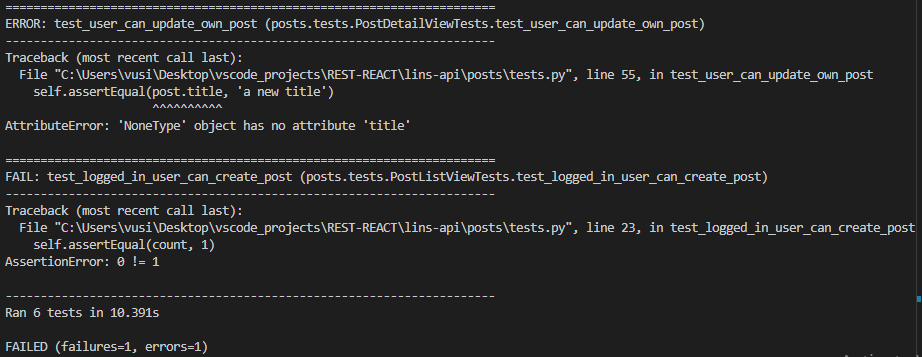 ======================================================================
ERROR: test_user_can_update_own_post (posts.tests.PostDetailViewTests.test_user_can_update_own_post)
----------------------------------------------------------------------
Traceback (most recent call last):
  File "C:\Users\vusi\Desktop\vscode_projects\REST-REACT\lins-api\posts\tests.py", line 55, in test_user_can_update_own_post
    self.assertEqual(post.title, 'a new title')
                     ^^^^^^^^^^
AttributeError: 'NoneType' object has no attribute 'title'
======================================================================
FAIL: test_logged_in_user_can_create_post (posts.tests.PostListViewTests.test_logged_in_user_can_create_post)
----------------------------------------------------------------------
Traceback (most recent call last):
  File "C:\Users\vusi\Desktop\vscode_projects\REST-REACT\lins-api\posts\tests.py", line 23, in test_logged_in_user_can_create_post
    self.assertEqual(count, 1)
AssertionError: 0 != 1
----------------------------------------------------------------------
Ran 6 tests in 10.391s
FAILED (failures=1, errors=1)